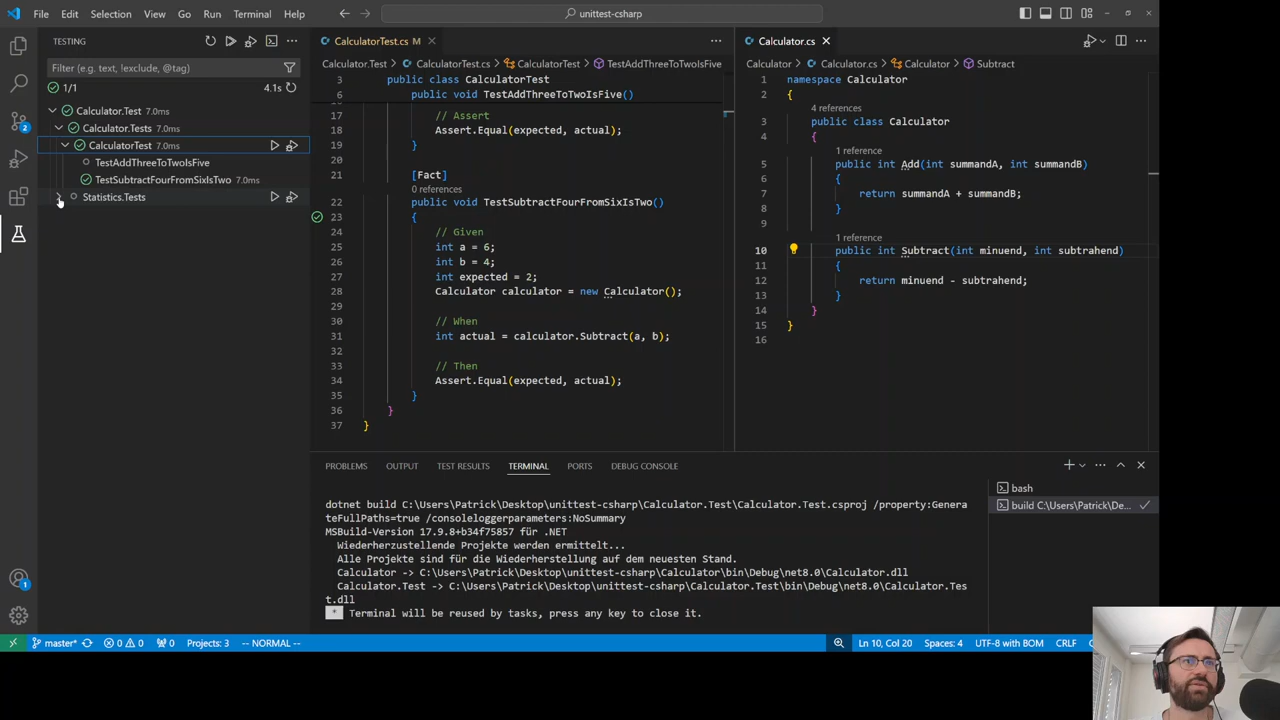 File Edit Selection View Go Run Terminal Help
unittest-csharp
TESTING
Filter (e.g. text, !exclude, @tag)
1/1
4.1s
Calculator.Test 7.0ms
Calculator.Tests 7.0ms
CalculatorTest 7.0ms
TestAddThreeToTwoIsFive
TestSubtractFourFromSixIsTwo 7.0ms
Statistics.Tests
2
1
CalculatorTest.cs M
Calculator.Test > CalculatorTest.cs > CalculatorTest > TestAddThreeToTwoIsFive
3 public class CalculatorTest
6 public void TestAddThreeToTwoIsFive()
17 // Assert
18 Assert.Equal(expected, actual);
19 }
20
21 [Fact]
0 references
22 public void TestSubtractFourFromSixIsTwo()
23 {
24 // Given
25 int a = 6;
26 int b = 4;
27 int expected = 2;
28 Calculator calculator = new Calculator();
29
30 // When
31 int actual = calculator.Subtract(a, b);
32
33 // Then
34 Assert.Equal(expected, actual);
35 }
36 }
37 }
Calculator.cs
Calculator > Calculator.cs > Calculator > Subtract
1 namespace Calculator
2 {
4 references
3 public class Calculator
4 {
1 reference
5 public int Add(int summandA, int summandB)
6 {
7 return summandA + summandB;
8 }
9
1 reference
10 public int Subtract(int minuend, int subtrahend)
11 {
12 return minuend - subtrahend;
13 }
14 }
15 }
16
PROBLEMS OUTPUT TEST RESULTS TERMINAL PORTS DEBUG CONSOLE
dotnet build C:\Users\Patrick\Desktop\unittest-csharp\Calculator.Test\Calculator.Test.csproj /property:Genera
teFullPaths=true /consoleloggerparameters:NoSummary
MSBuild-Version 17.9.8+b34f75857 für .NET
Wiederherzustellende Projekte werden ermittelt...
Alle Projekte sind für die Wiederherstellung auf dem neuesten Stand.
Calculator -> C:\Users\Patrick\Desktop\unittest-csharp\Calculator\bin\Debug\net8.0\Calculator.dll
Calculator.Test -> C:\Users\Patrick\Desktop\unittest-csharp\Calculator.Test\bin\Debug\net8.0\Calculator.Tes
t.dll
* Terminal will be reused by tasks, press any key to close it.
bash
build C:\Users\Patrick\De...
master* 0 0 0 Projects: 3 -- NORMAL -- Ln 10, Col 20 Spaces: 4 UTF-8 with BOM CRLF